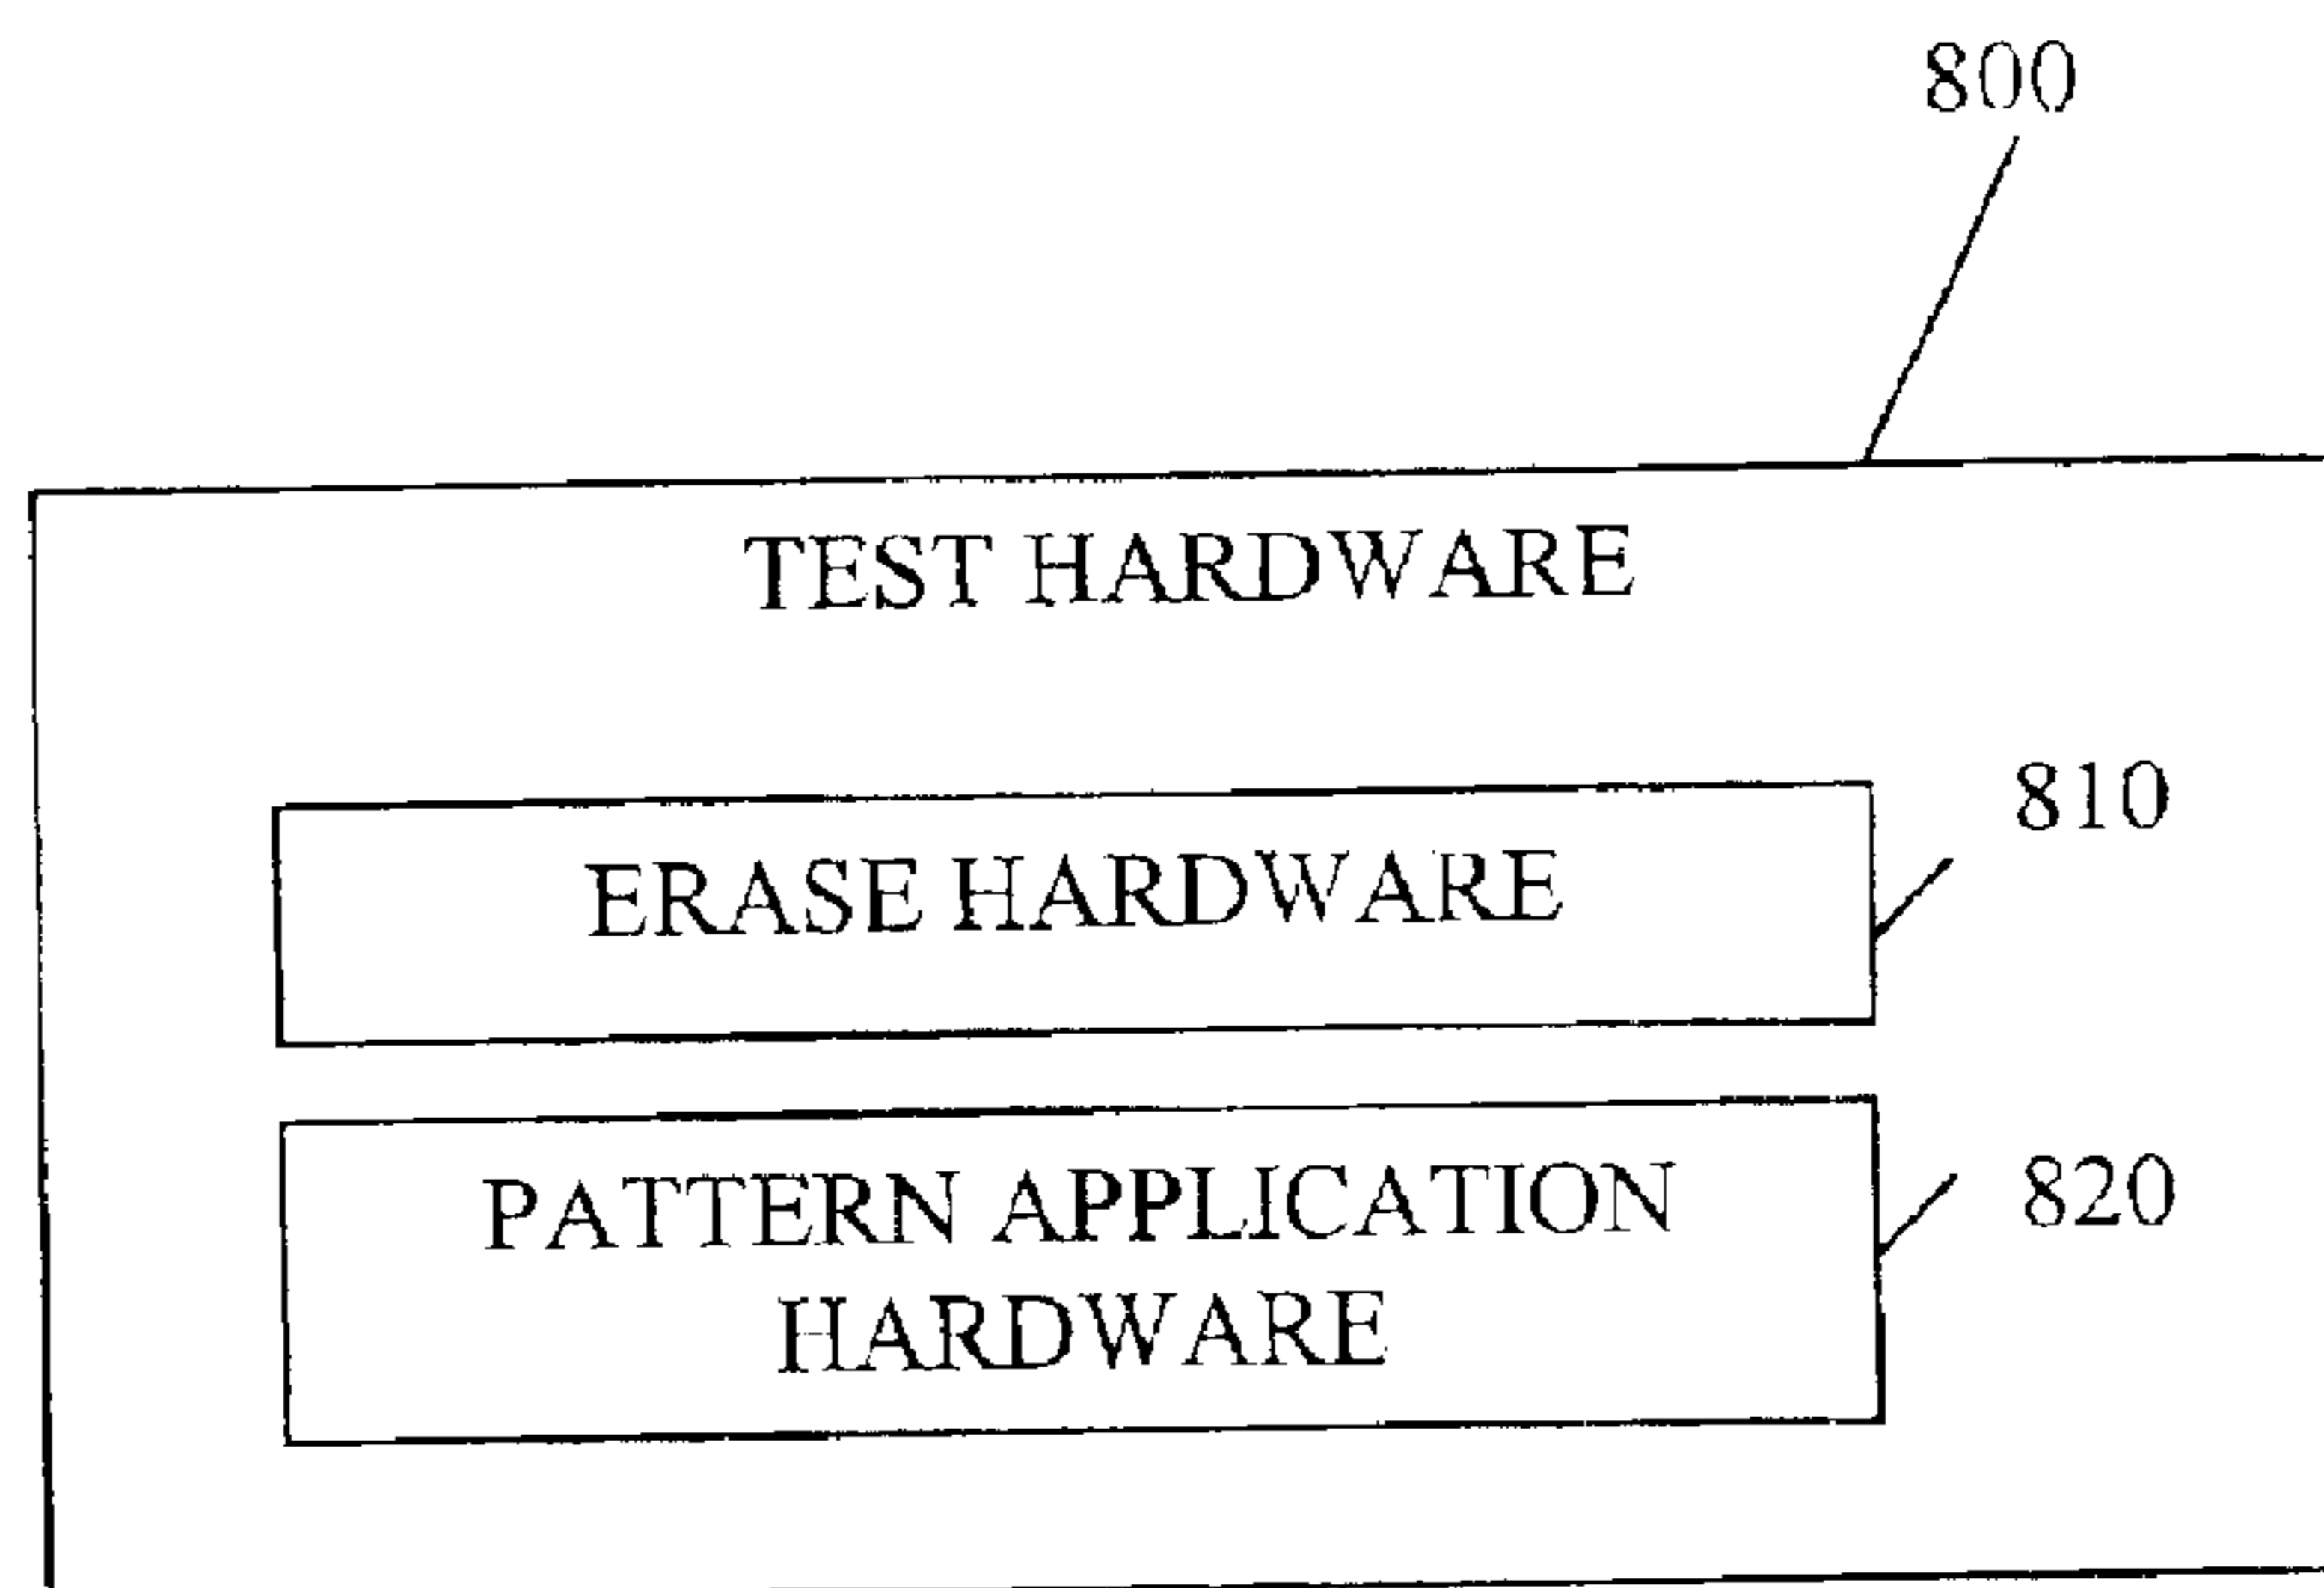 800
TEST HARDWARE
810
ERASE HARDWARE
820
PATTERN APPLICATION
HARDWARE